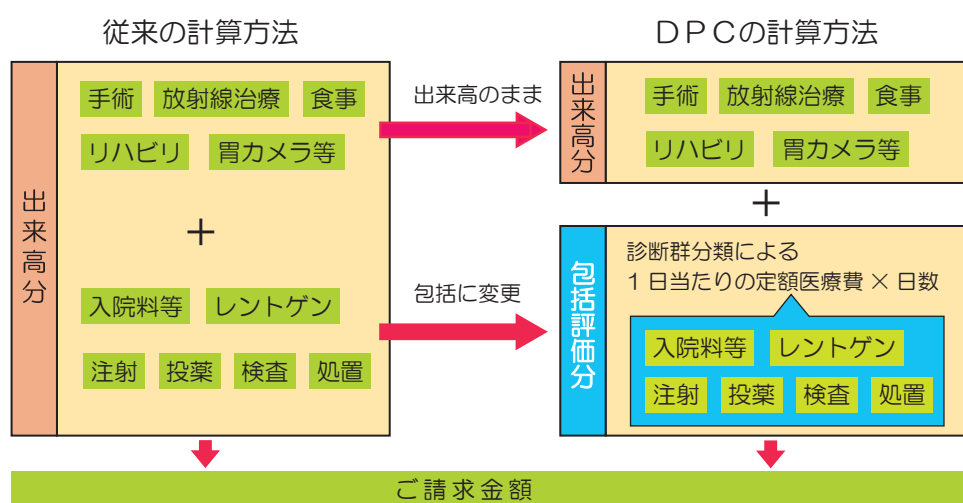 従来の計算方法
出来高分
手術 放射線治療 食事
リハビリ 胃カメラ等
＋
入院料等 レントゲン
注射 投薬 検査 処置
出来高のまま
包括に変更
ＤＰＣの計算方法
出来高分
手術 放射線治療 食事
リハビリ 胃カメラ等
＋
包括評価分
診断群分類による
１日当たりの定額医療費 × 日数
入院料等 レントゲン
注射 投薬 検査 処置
ご請求金額